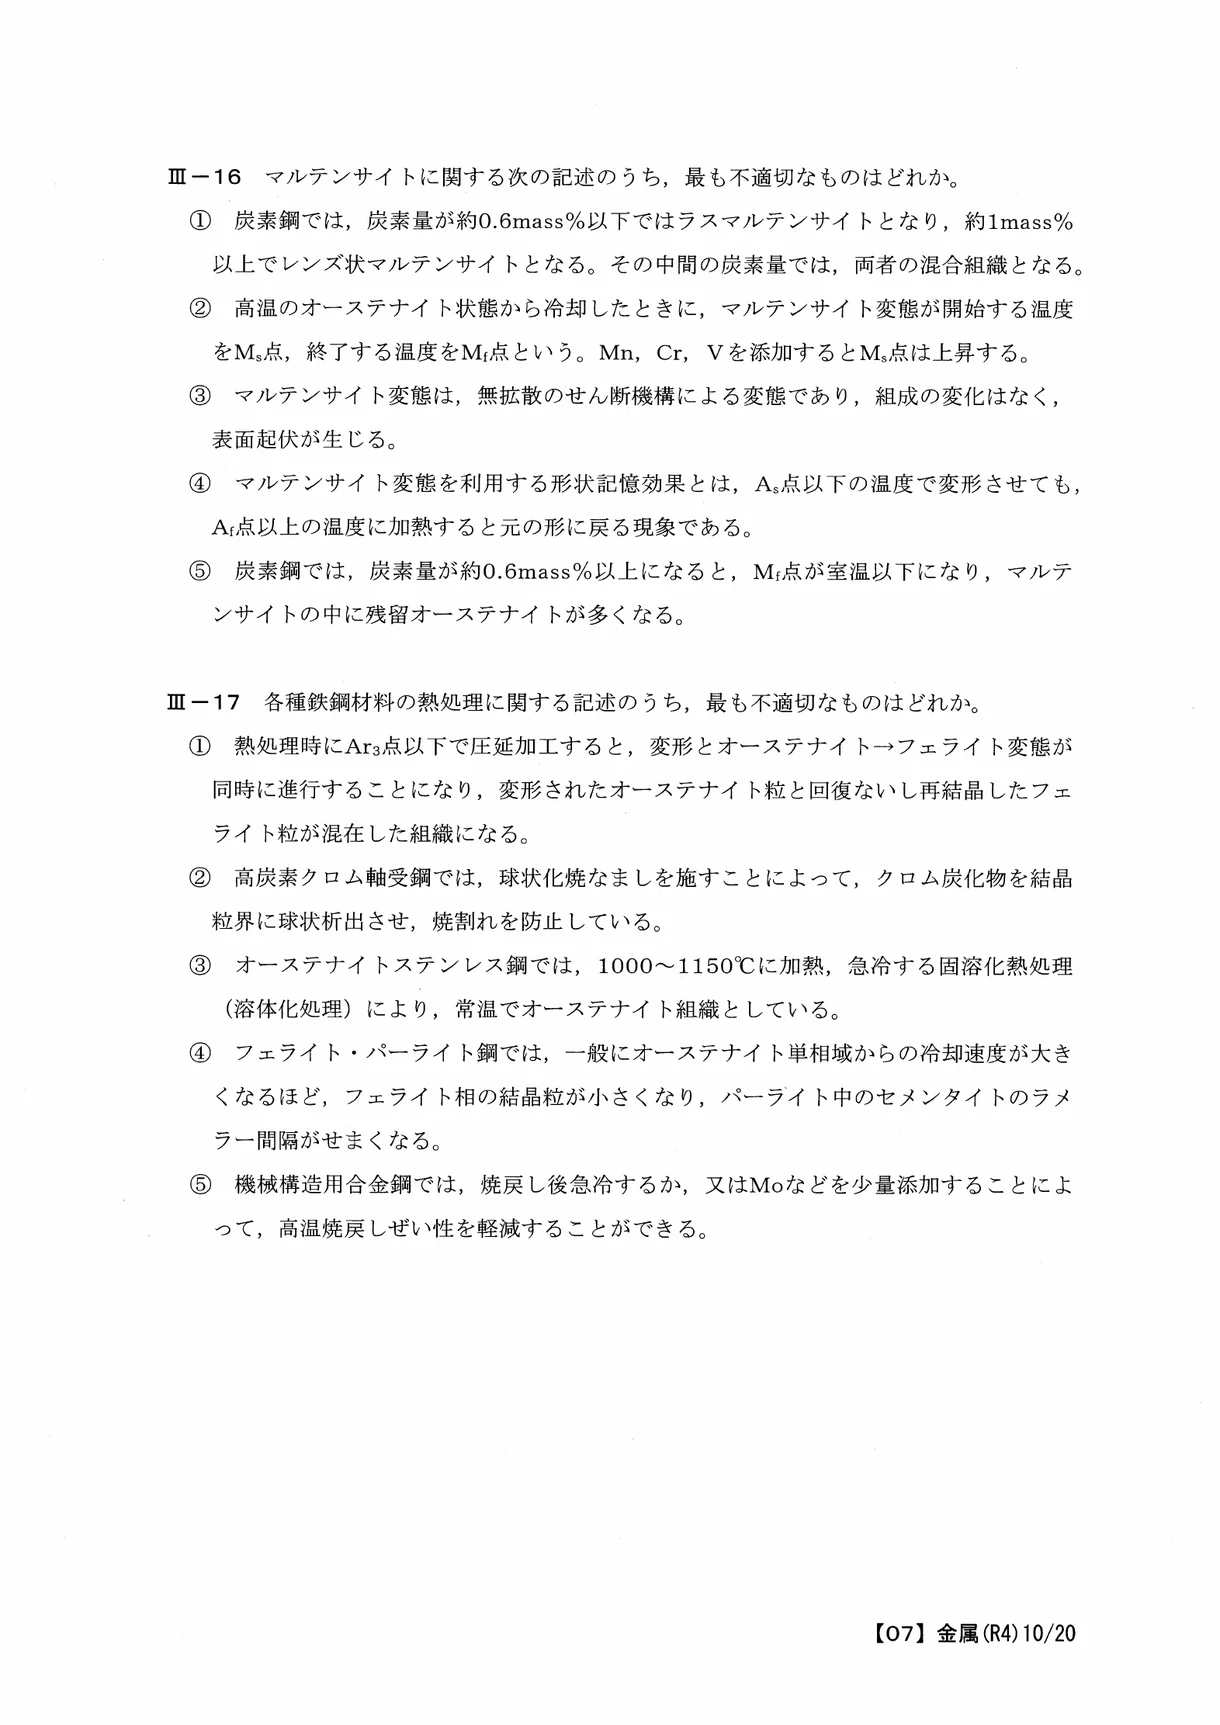 Ⅲ－16　マルテンサイトに関する次の記述のうち，最も不適切なものはどれか。
①　炭素鋼では，炭素量が約0.6mass％以下ではラスマルテンサイトとなり，約1mass％
以上でレンズ状マルテンサイトとなる。その中間の炭素量では，両者の混合組織となる。
②　高温のオーステナイト状態から冷却したときに，マルテンサイト変態が開始する温度
をMs点，終了する温度をMf点という。Mn，Cr，Vを添加するとMs点は上昇する。
③　マルテンサイト変態は，無拡散のせん断機構による変態であり，組成の変化はなく，
表面起伏が生じる。
④　マルテンサイト変態を利用する形状記憶効果とは，As点以下の温度で変形させても，
Af点以上の温度に加熱すると元の形に戻る現象である。
⑤　炭素鋼では，炭素量が約0.6mass％以上になると，Mf点が室温以下になり，マルテ
ンサイトの中に残留オーステナイトが多くなる。
Ⅲ－17　各種鉄鋼材料の熱処理に関する記述のうち，最も不適切なものはどれか。
①　熱処理時にAr₃点以下で圧延加工すると，変形とオーステナイト→フェライト変態が
同時に進行することになり，変形されたオーステナイト粒と回復ないし再結晶したフェ
ライト粒が混在した組織になる。
②　高炭素クロム軸受鋼では，球状化焼なましを施すことによって，クロム炭化物を結晶
粒界に球状析出させ，焼割れを防止している。
③　オーステナイトステンレス鋼では，1000～1150℃に加熱，急冷する固溶化熱処理
（溶体化処理）により，常温でオーステナイト組織としている。
④　フェライト・パーライト鋼では，一般にオーステナイト単相域からの冷却速度が大き
くなるほど，フェライト相の結晶粒が小さくなり，パーライト中のセメンタイトのラメ
ラー間隔がせまくなる。
⑤　機械構造用合金鋼では，焼戻し後急冷するか，又はMoなどを少量添加することによ
って，高温焼戻しぜい性を軽減することができる。
【07】金属(R4)10/20